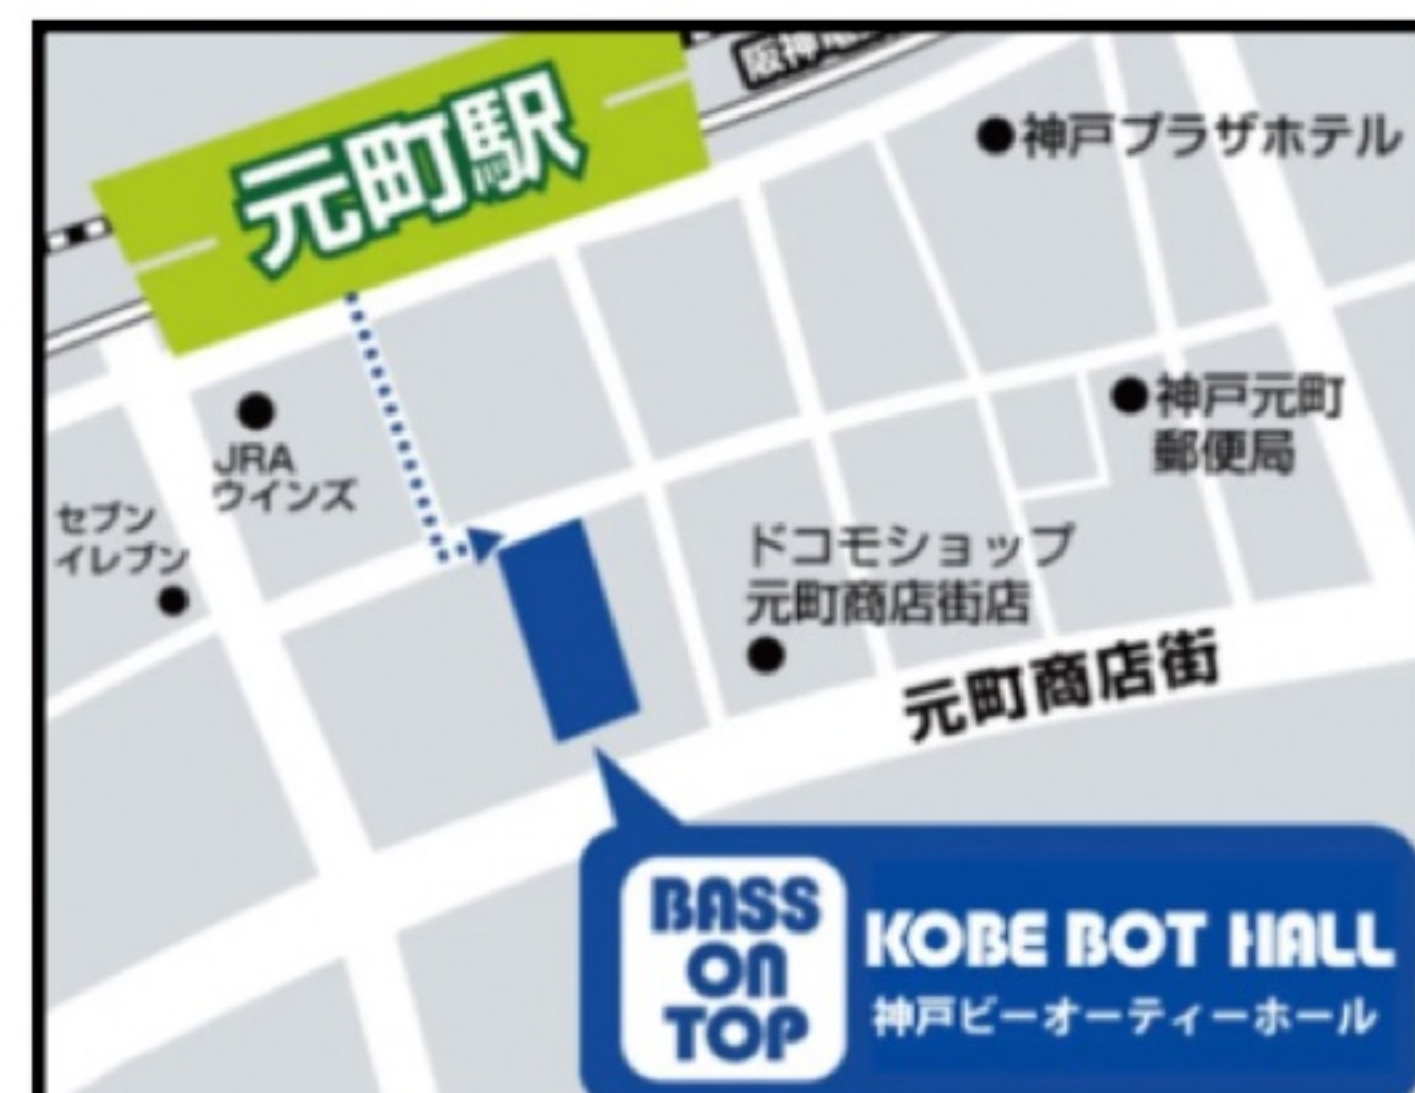 阪神
元町駅
神戸プラザホテル
JRA
ウインズ
セブン
イレブン
神戸元町
郵便局
ドコモショップ
元町商店街店
元町商店街
BASS
ON
TOP
KOBE BOT HALL
神戸ビーオーティーホール